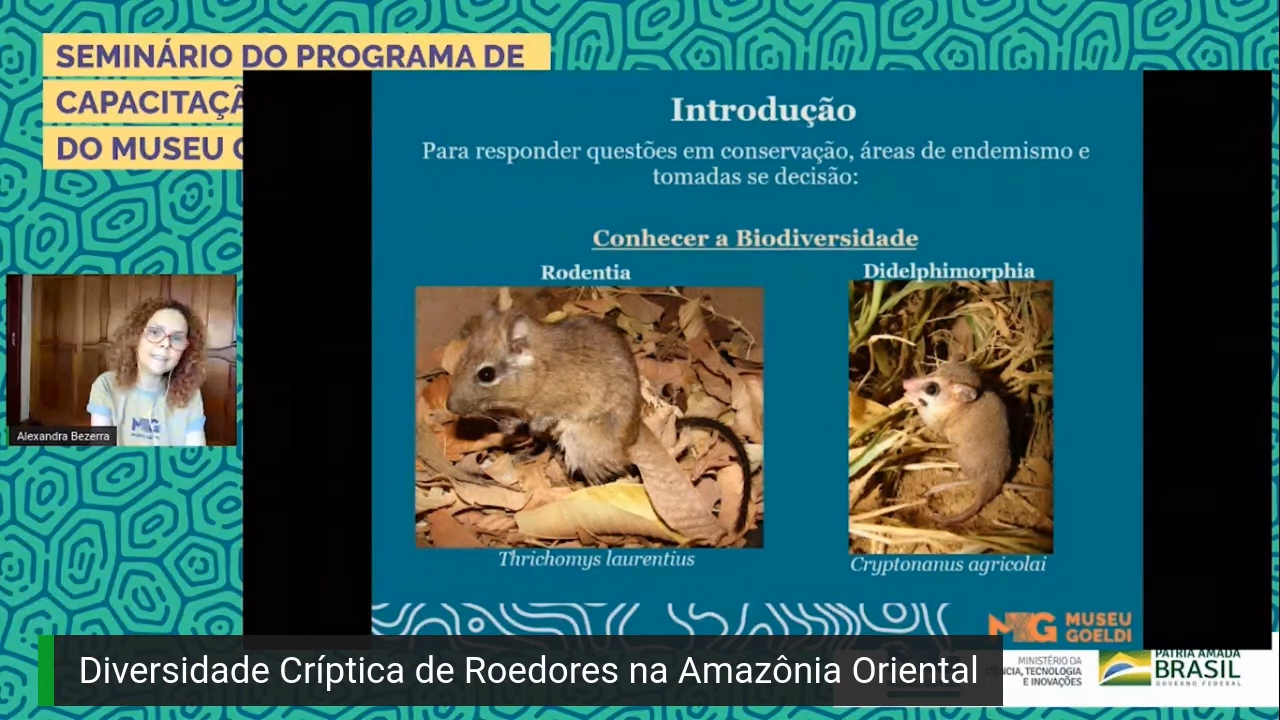 SEMINÁRIO DO PROGRAMA DE
CAPACITAÇÃ
DO MUSEU
Introdução
Para responder questões em conservação, áreas de endemismo e
tomadas se decisão:
Conhecer a Biodiversidade
Rodentia
Didelphimorphia
Alexandra Bezerra
Thrichomys laurentius
Cryptonanus agricolai
MUSEU
GOELDI
Diversidade Críptica de Roedores na Amazônia Oriental
MINISTÉRIO DA
CIÊNCIA, TECNOLOGIA
E INOVAÇÕES
PÁTRIA AMADA
BRASIL
GOVERNO FEDERAL